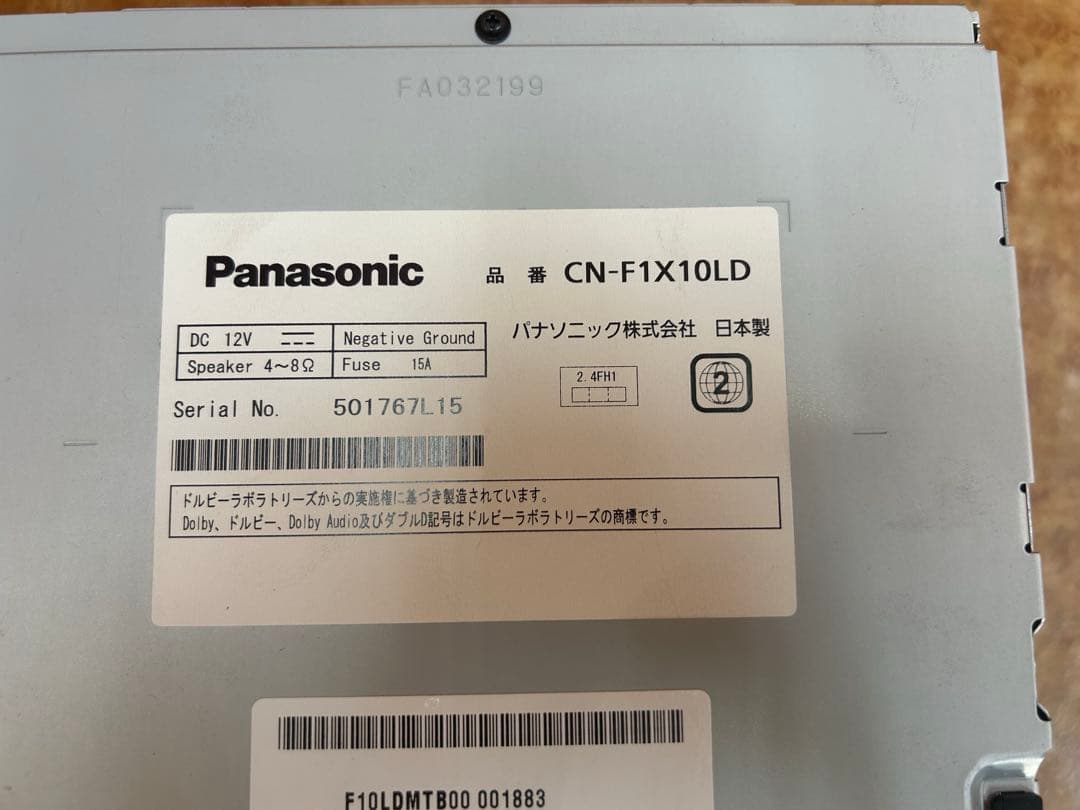 FA032199
Panasonic 品番 CN-F1X10LD
DC 12V Negative Ground
パナソニック株式会社 日本製
Speaker 4～8Ω Fuse 15A
2.4FH1
2
Serial No. 501767L15
ドルビーラボラトリーズからの実施権に基づき製造されています。
Dolby、ドルビー、Dolby Audio及びダブルD記号はドルビーラボラトリーズの商標です。
F10LDMTB00 001883